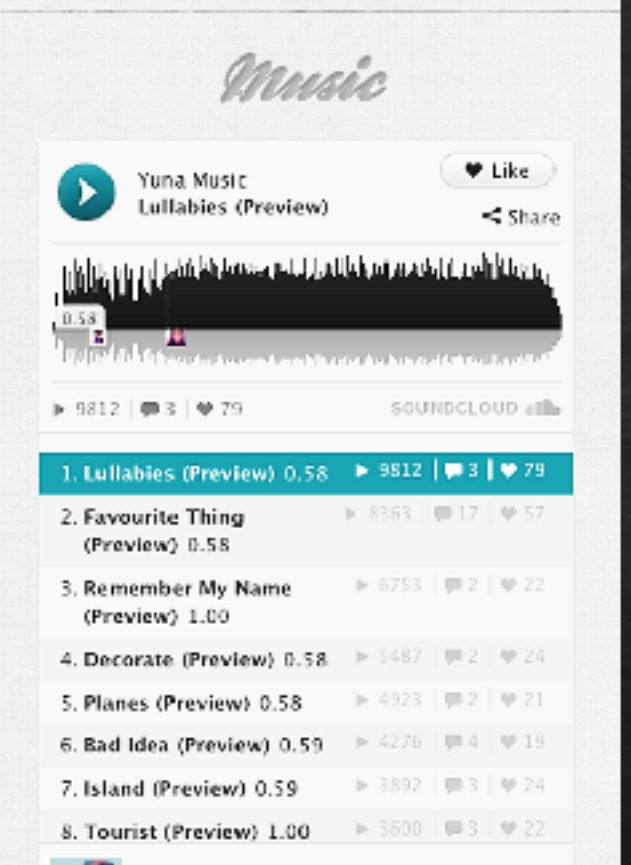 Music
Yuna Music
Lullabies (Preview)
Like
Share
0.58
9812 3 79
SOUNDCLOUD
1. Lullabies (Preview) 0.58 9812 3 79
2. Favourite Thing 8363 17 57
(Preview) 0.58
3. Remember My Name 6753 2 22
(Preview) 1.00
4. Decorate (Preview) 0.58 5487 2 24
5. Planes (Preview) 0.58 4923 2 21
6. Bad Idea (Preview) 0.59 4276 4 19
7. Island (Preview) 0.59 3892 3 24
8. Tourist (Preview) 1.00 3600 3 22